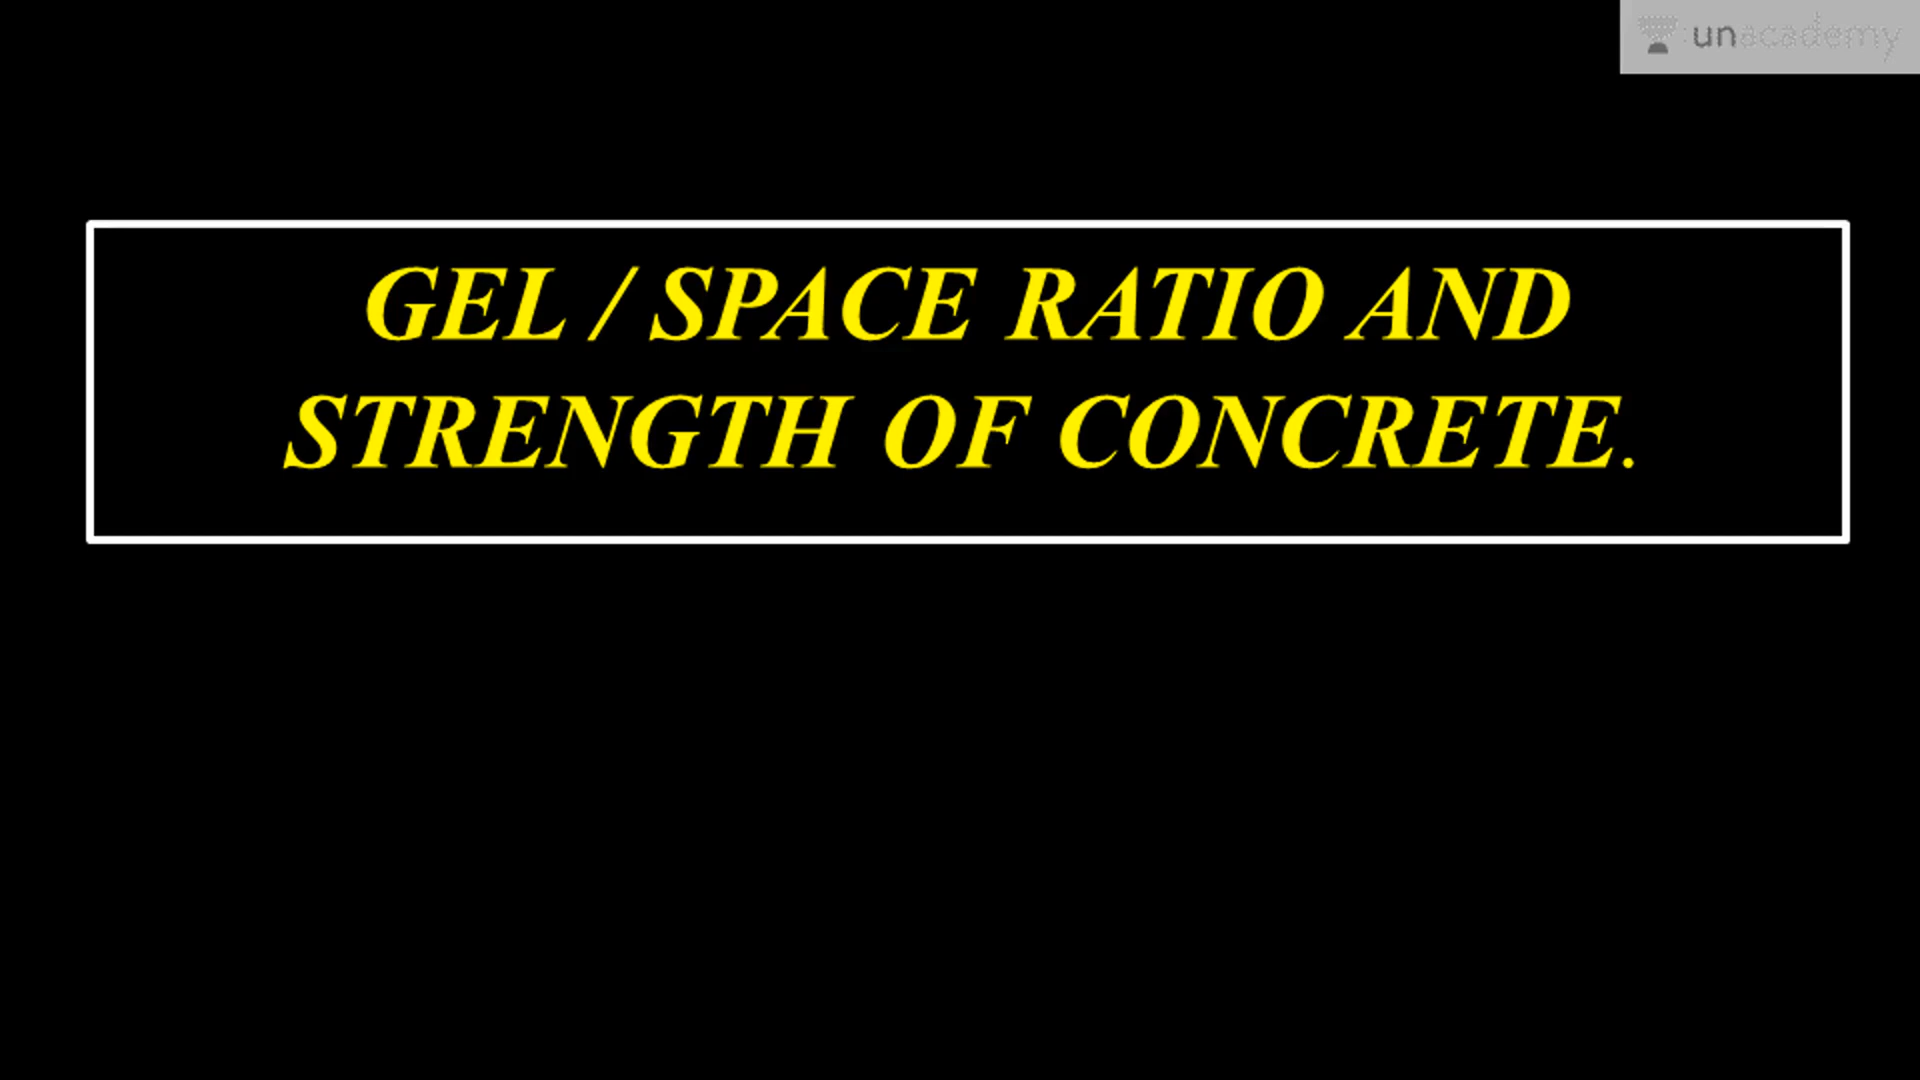 unacademy
GEL / SPACE RATIO AND
STRENGTH OF CONCRETE.